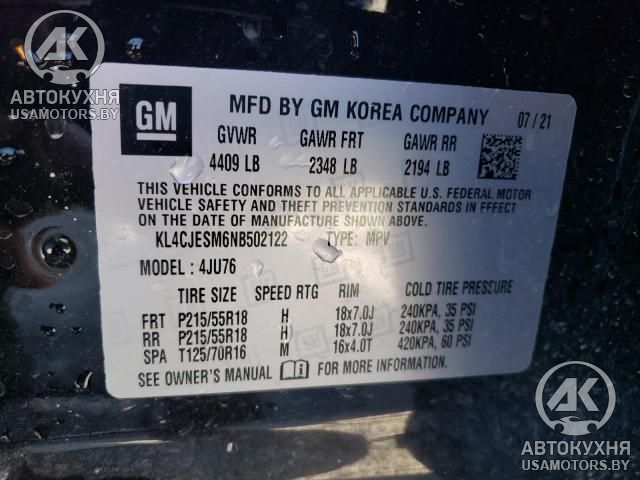 AK
АВТОКУХНЯ
USAMOTORS.BY
GM
MFD BY GM KOREA COMPANY 07/21
GVWR GAWR FRT GAWR RR
4409 LB 2348 LB 2194 LB
THIS VEHICLE CONFORMS TO ALL APPLICABLE U.S. FEDERAL MOTOR
VEHICLE SAFETY AND THEFT PREVENTION STANDARDS IN EFFECT
ON THE DATE OF MANUFACTURE SHOWN ABOVE.
KL4CJESM6NB502122 TYPE: MPV
MODEL : 4JU76
TIRE SIZE SPEED RTG RIM COLD TIRE PRESSURE
FRT P215/55R18 H 18x7.0J 240KPA, 35 PSI
RR P215/55R18 H 18x7.0J 240KPA, 35 PSI
SPA T125/70R16 M 16x4.0T 420KPA, 60 PSI
SEE OWNER'S MANUAL FOR MORE INFORMATION.
AK
АВТОКУХНЯ
USAMOTORS.BY